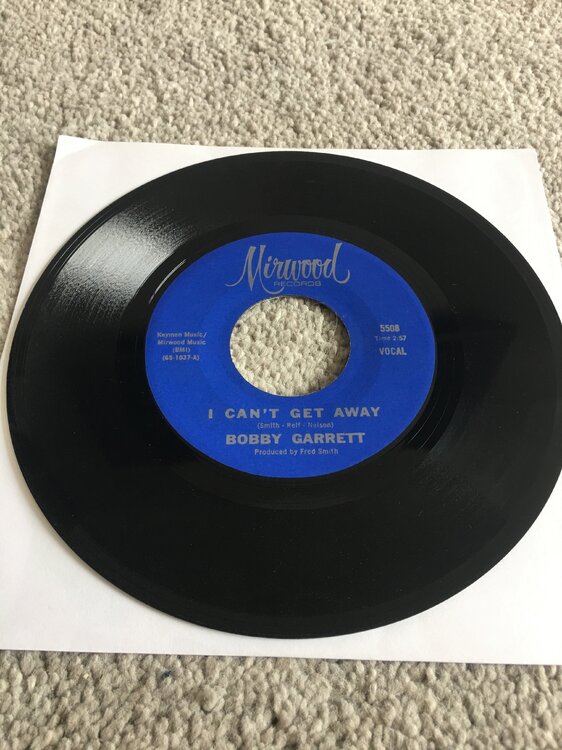 Mirwood
RECORDS
Keymen Music/
Mirwood Music
(BMI)
(65-1037-A)
5508
Time 2:57
VOCAL
I CAN'T GET AWAY
(Smith - Relf - Nelson)
BOBBY GARRETT
Produced by Fred Smith